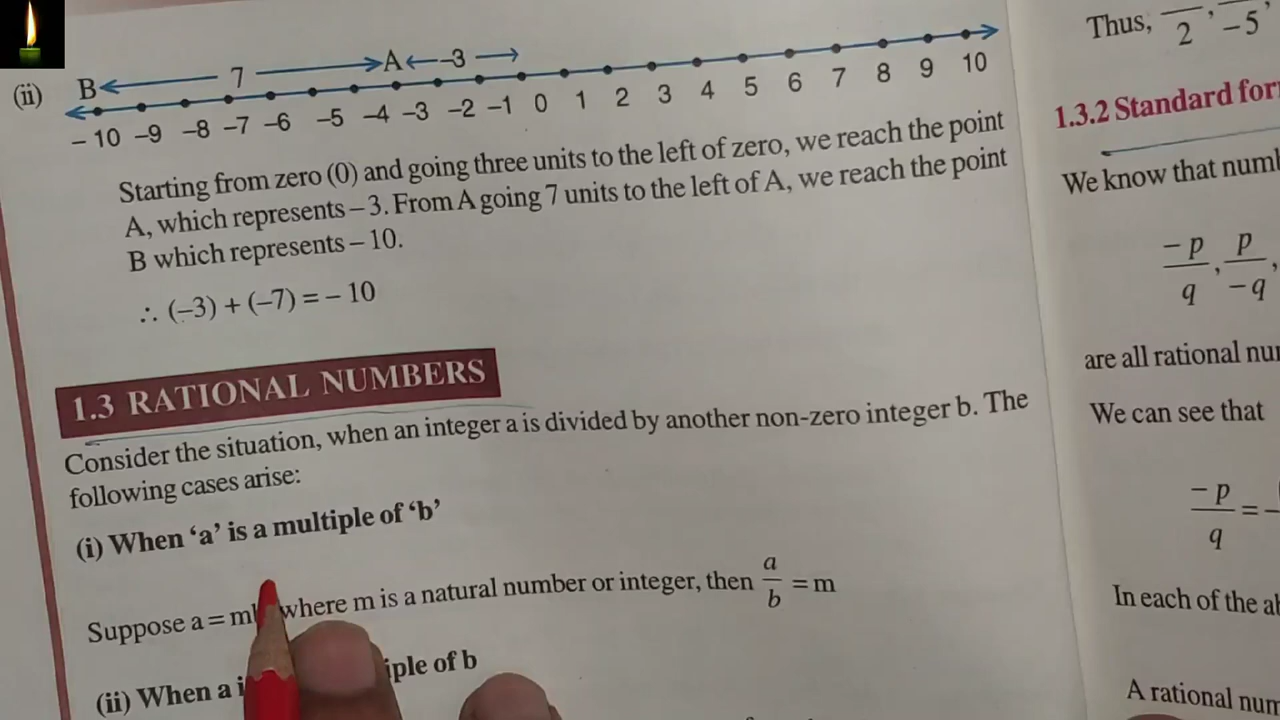 (ii)
B 7 A -3
-10 -9 -8 -7 -6 -5 -4 -3 -2 -1 0 1 2 3 4 5 6 7 8 9 10
Starting from zero (0) and going three units to the left of zero, we reach the point
A, which represents – 3. From A going 7 units to the left of A, we reach the point
B which represents – 10.
∴ (–3) + (–7) = – 10
1.3 RATIONAL NUMBERS
Consider the situation, when an integer a is divided by another non-zero integer b. The
following cases arise:
(i) When ‘a’ is a multiple of ‘b’
Suppose a = m where m is a natural number or integer, then a/b = m
(ii) When a of b
Thus, 2 , -5 ,
1.3.2 Standard
We know that
-p/q , p/-q ,
are all rational
We can see that
-p/q = -
In each of the
A rational